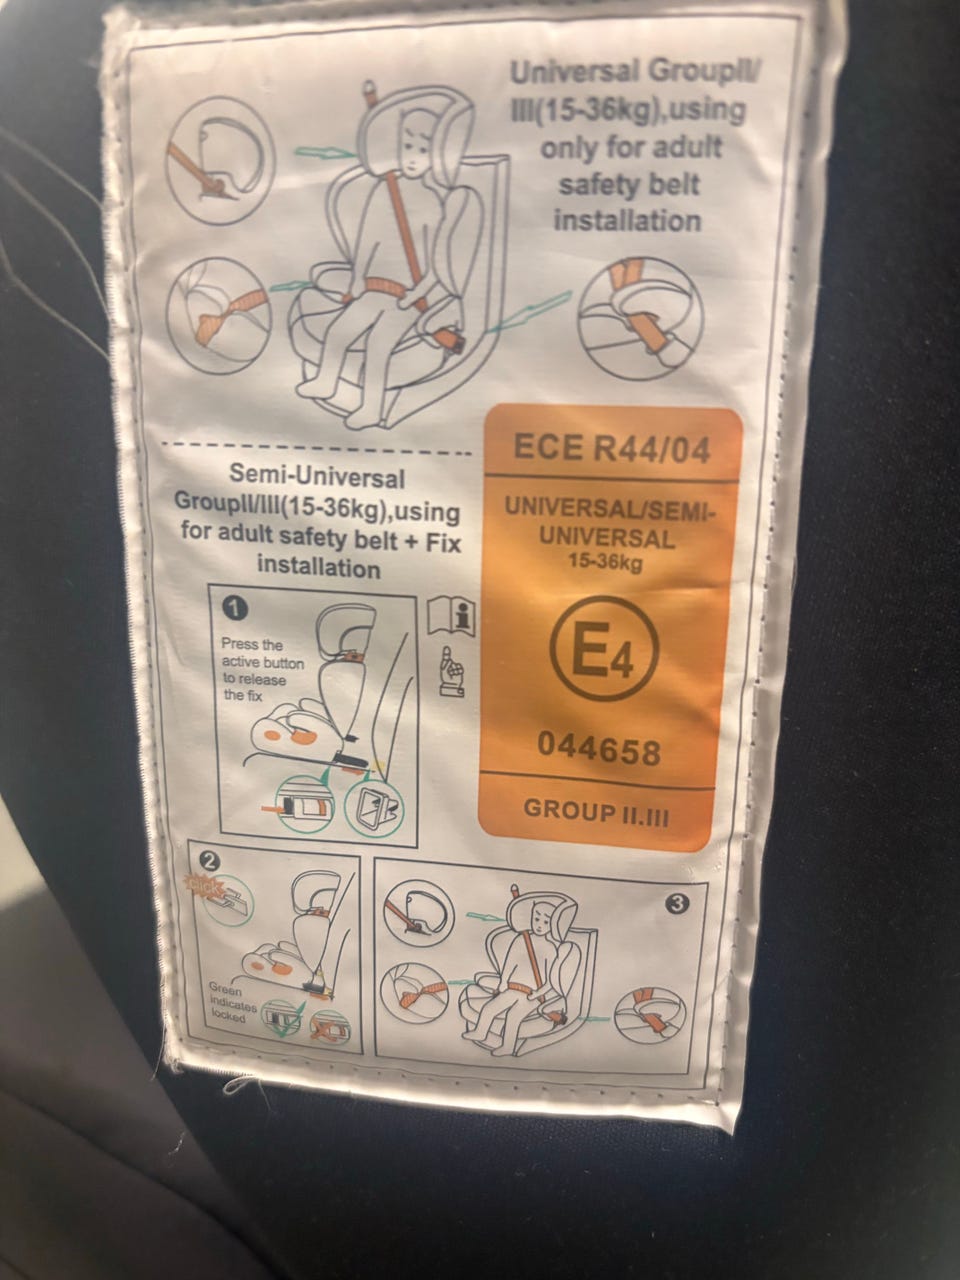 Universal GroupII/
III(15-36kg),using
only for adult
safety belt
installation
Semi-Universal
GroupII/III(15-36kg),using
for adult safety belt + Fix
installation
ECE R44/04
UNIVERSAL/SEMI-
UNIVERSAL
15-36kg
E4
044658
GROUP II.III
1
Press the
active button
to release
the fix
i
2
click
Green
indicates
locked
3